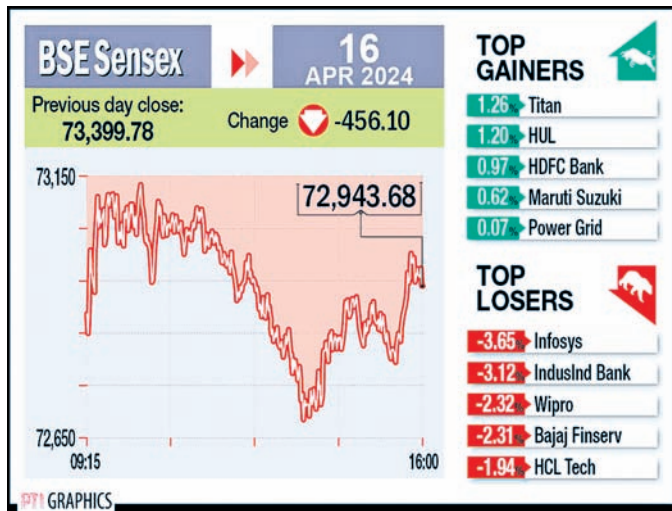 BSE Sensex
16
APR 2024
Previous day close:
73,399.78
Change -456.10
73,150
72,943.68
72,650
09:15
16:00
TOP
GAINERS
1.26% Titan
1.20% HUL
0.97% HDFC Bank
0.62% Maruti Suzuki
0.07% Power Grid
TOP
LOSERS
-3.65% Infosys
-3.12% IndusInd Bank
-2.32% Wipro
-2.31% Bajaj Finserv
-1.94% HCL Tech
PTI GRAPHICS